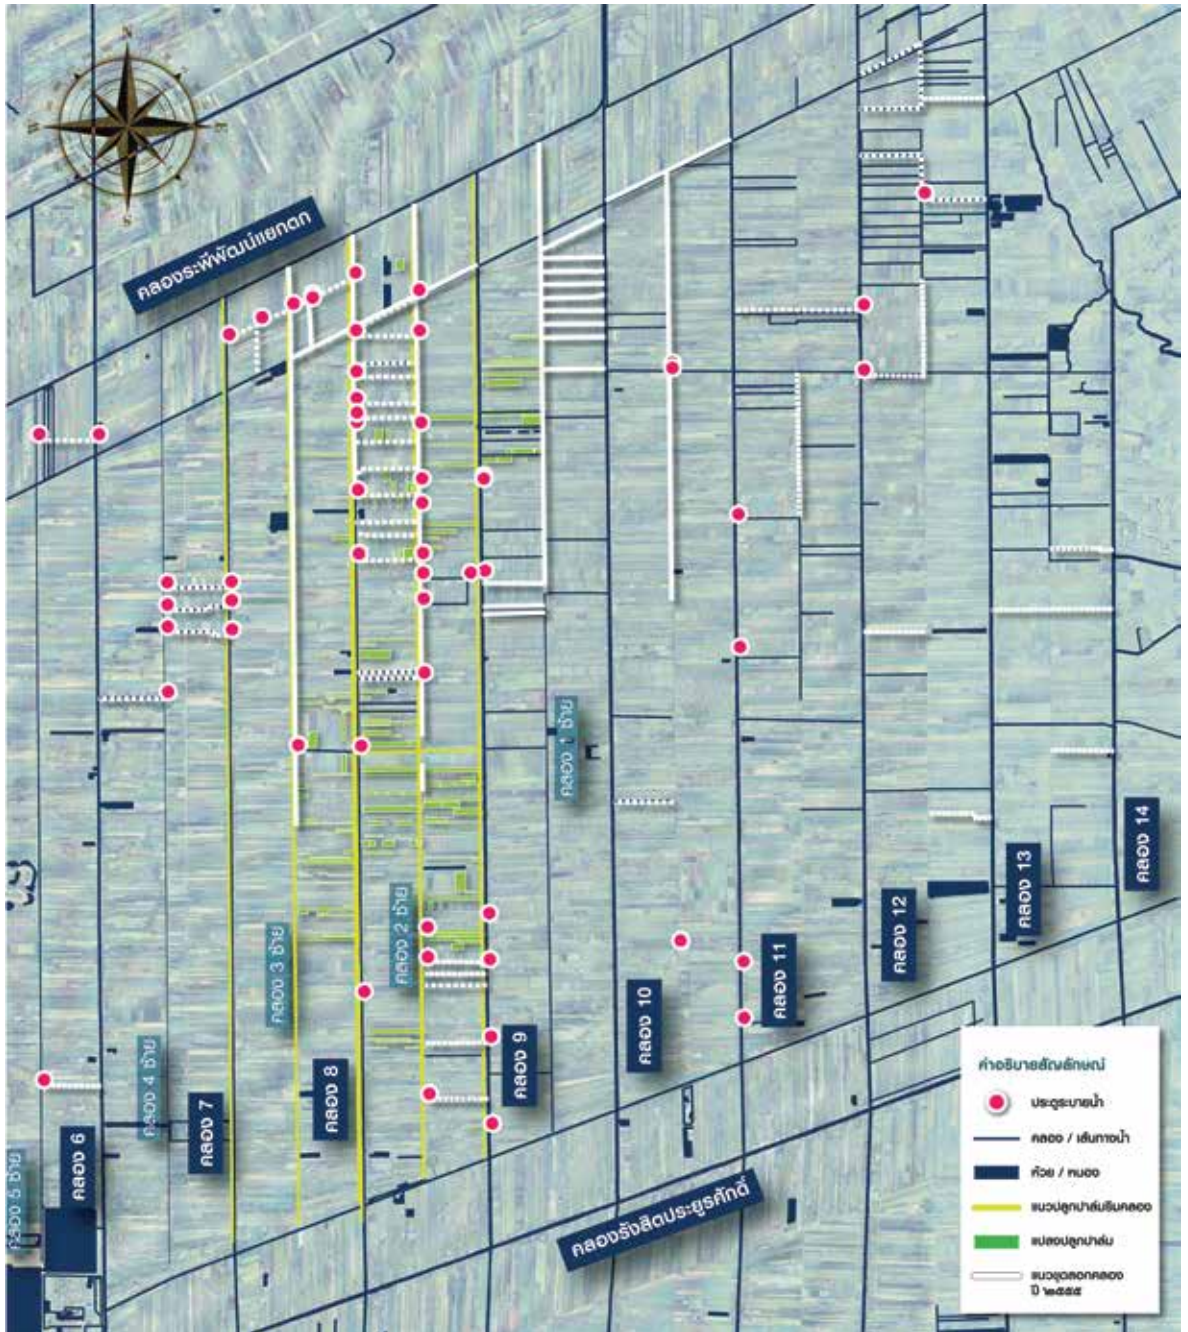 N
S
คลองระพีพัฒน์แยกตก
คลอง 1 ซ้าย
คลอง 14
คลอง 13
คลอง 12
คลอง 2 ซ้าย
คลอง 3 ซ้าย
คลอง 11
คลอง 10
คลอง 9
คลอง 8
คลอง 4 ซ้าย
คลอง 7
คลอง 6
คลอง 5 ซ้าย
คลองรังสิตประยูรศักดิ์
คำอธิบายสัญลักษณ์
ประตูระบายน้ำ
คลอง / เส้นทางน้ำ
ห้วย / หนอง
แนวปลูกปาล์มริมคลอง
แปลงปลูกปาล์ม
แนวขุดลอกคลอง
ปี ๒๕๕๕